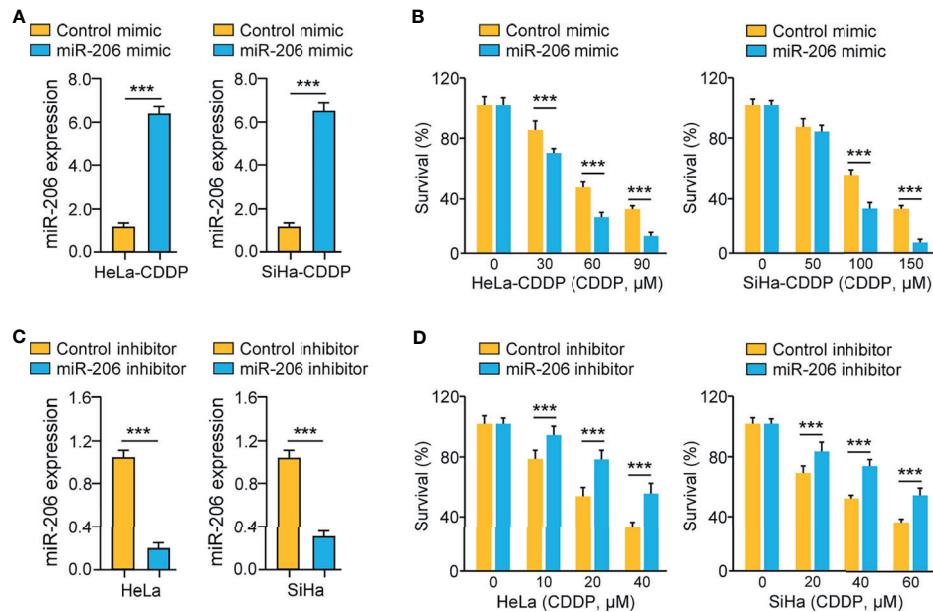 A
Control mimic
miR-206 mimic
miR-206 expression
8.0
6.0
4.0
2.0
0.0
***
HeLa-CDDP
Control mimic
miR-206 mimic
miR-206 expression
8.0
6.0
4.0
2.0
0.0
***
SiHa-CDDP
B
Control mimic
miR-206 mimic
Survival (%)
120
80
40
0
***
***
***
0 30 60 90
HeLa-CDDP (CDDP, µM)
Control mimic
miR-206 mimic
Survival (%)
120
80
40
0
***
***
0 50 100 150
SiHa-CDDP (CDDP, µM)
C
Control inhibitor
miR-206 inhibitor
miR-206 expression
1.6
1.2
0.8
0.4
0.0
***
HeLa
Control inhibitor
miR-206 inhibitor
miR-206 expression
1.6
1.2
0.8
0.4
0.0
***
SiHa
D
Control inhibitor
miR-206 inhibitor
Survival (%)
120
80
40
0
***
***
***
0 10 20 40
HeLa (CDDP, µM)
Control inhibitor
miR-206 inhibitor
Survival (%)
120
80
40
0
***
***
***
0 20 40 60
SiHa (CDDP, µM)